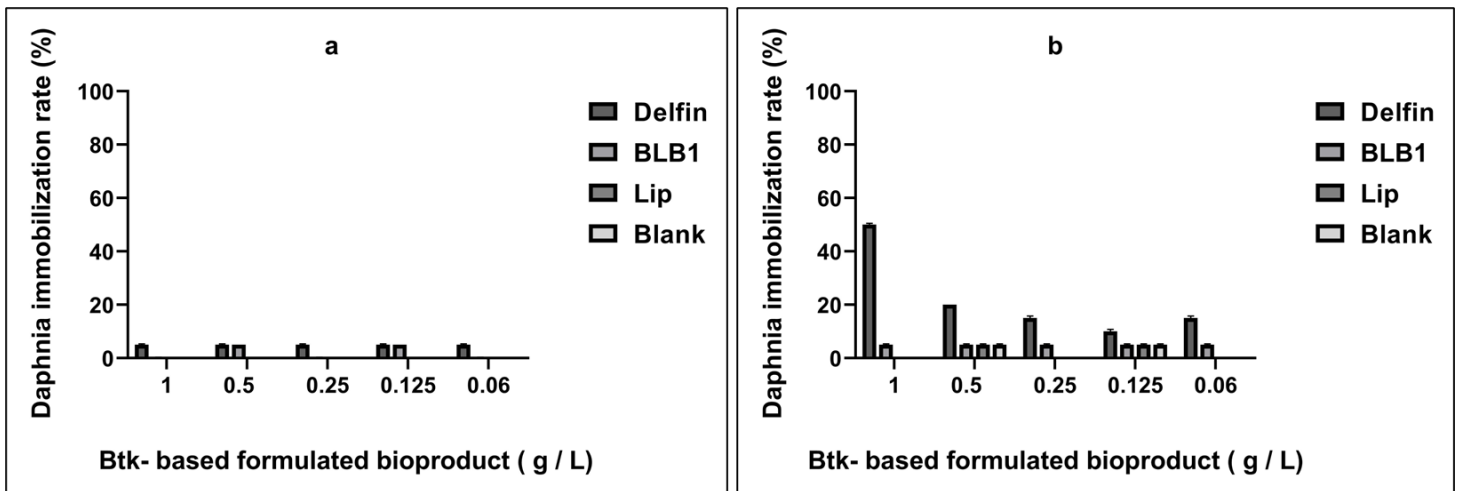 a
Daphnia immobilization rate (%)
100
80
60
40
20
0
1 0.5 0.25 0.125 0.06
Btk- based formulated bioproduct ( g / L)
Delfin
BLB1
Lip
Blank
b
Daphnia immobilization rate (%)
100
80
60
40
20
0
1 0.5 0.25 0.125 0.06
Btk- based formulated bioproduct ( g / L)
Delfin
BLB1
Lip
Blank